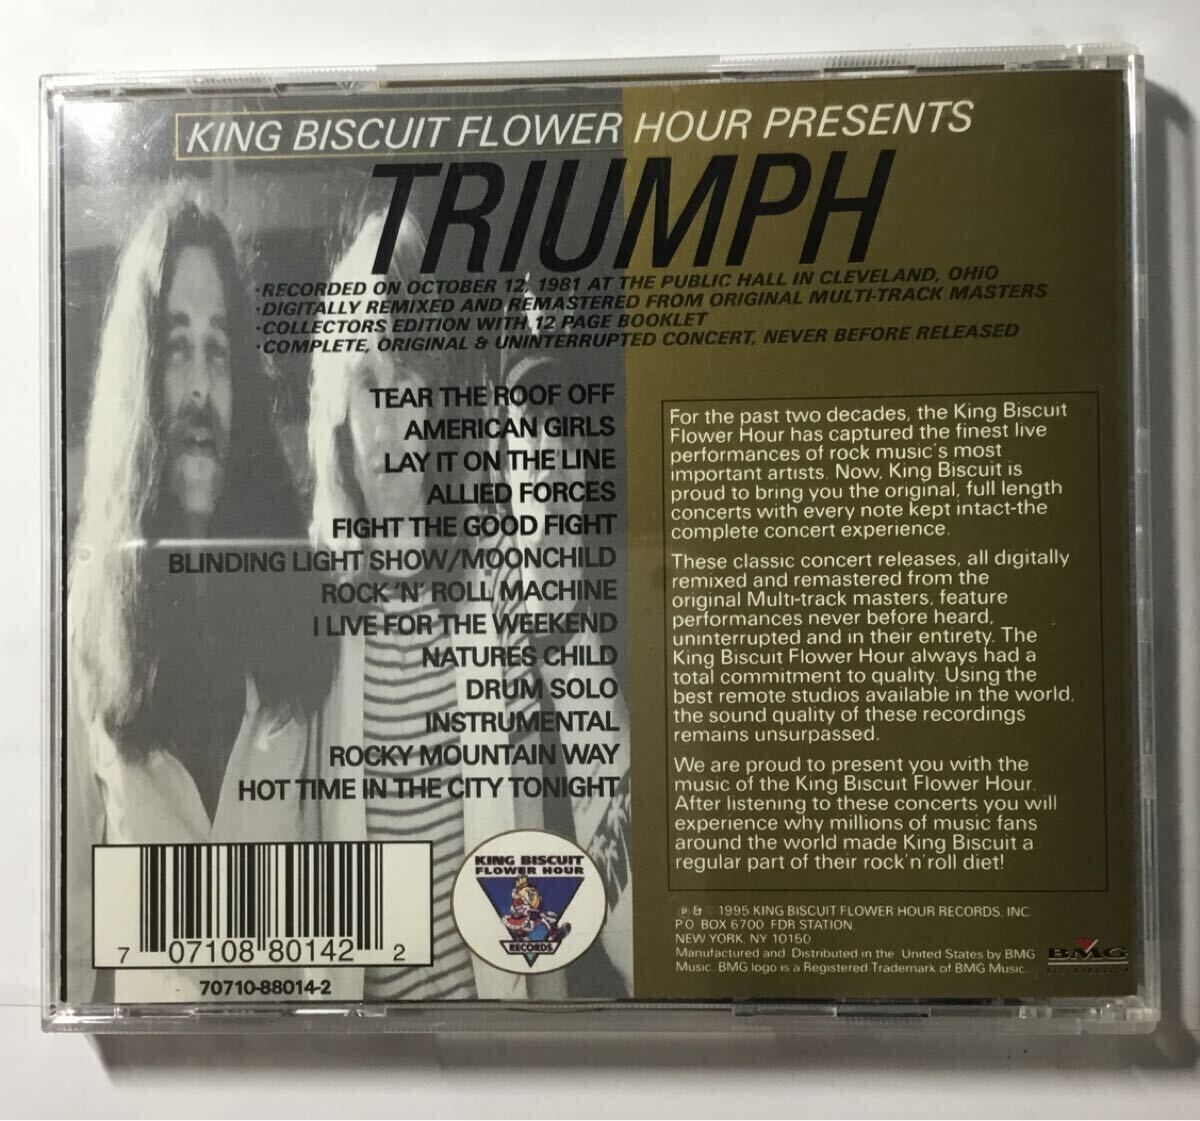 KING BISCUIT FLOWER HOUR PRESENTS
TRIUMPH
·RECORDED ON OCTOBER 12, 1981 AT THE PUBLIC HALL IN CLEVELAND, OHIO
·DIGITALLY REMIXED AND REMASTERED FROM ORIGINAL MULTI-TRACK MASTERS
·COLLECTORS EDITION WITH 12 PAGE BOOKLET
·COMPLETE, ORIGINAL & UNINTERRUPTED CONCERT, NEVER BEFORE RELEASED
TEAR THE ROOF OFF
AMERICAN GIRLS
LAY IT ON THE LINE
ALLIED FORCES
FIGHT THE GOOD FIGHT
BLINDING LIGHT SHOW/MOONCHILD
ROCK 'N' ROLL MACHINE
I LIVE FOR THE WEEKEND
NATURES CHILD
DRUM SOLO
INSTRUMENTAL
ROCKY MOUNTAIN WAY
HOT TIME IN THE CITY TONIGHT
For the past two decades, the King Biscuit
Flower Hour has captured the finest live
performances of rock music's most
important artists. Now, King Biscuit is
proud to bring you the original, full length
concerts with every note kept intact-the
complete concert experience.
These classic concert releases, all digitally
remixed and remastered from the
original Multi-track masters, feature
performances never before heard,
uninterrupted and in their entirety. The
King Biscuit Flower Hour always had a
total commitment to quality. Using the
best remote studios available in the world,
the sound quality of these recordings
remains unsurpassed.
We are proud to present you with the
music of the King Biscuit Flower Hour.
After listening to these concerts you will
experience why millions of music fans
around the world made King Biscuit a
regular part of their rock'n'roll diet!
7 07108 80142 2
70710-88014-2
KING BISCUIT
FLOWER HOUR
RECORDS
℗ & © 1995 KING BISCUIT FLOWER HOUR RECORDS, INC.
P.O. BOX 6700, FDR STATION,
NEW YORK, NY 10150
Manufactured and Distributed in the United States by BMG
Music. BMG logo is a Registered Trademark of BMG Music.
BMG